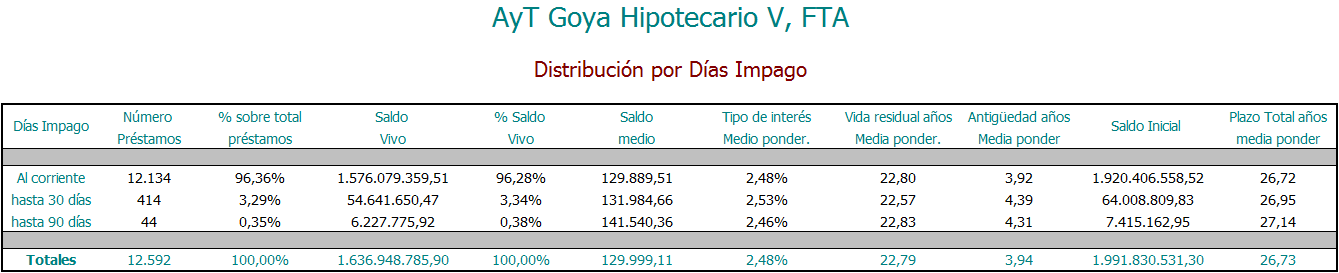 AyT Goya Hipotecario V, FTA
Distribución por Días Impago
Días Impago Número Préstamos % sobre total préstamos Saldo Vivo % Saldo Vivo Saldo medio Tipo de interés Medio ponder. Vida residual años Media ponder. Antigüedad años Media ponder Saldo Inicial Plazo Total años media ponder
Al corriente 12.134 96,36% 1.576.079.359,51 96,28% 129.889,51 2,48% 22,80 3,92 1.920.406.558,52 26,72
hasta 30 días 414 3,29% 54.641.650,47 3,34% 131.984,66 2,53% 22,57 4,39 64.008.809,83 26,95
hasta 90 días 44 0,35% 6.227.775,92 0,38% 141.540,36 2,46% 22,83 4,31 7.415.162,95 27,14
Totales 12.592 100,00% 1.636.948.785,90 100,00% 129.999,11 2,48% 22,79 3,94 1.991.830.531,30 26,73